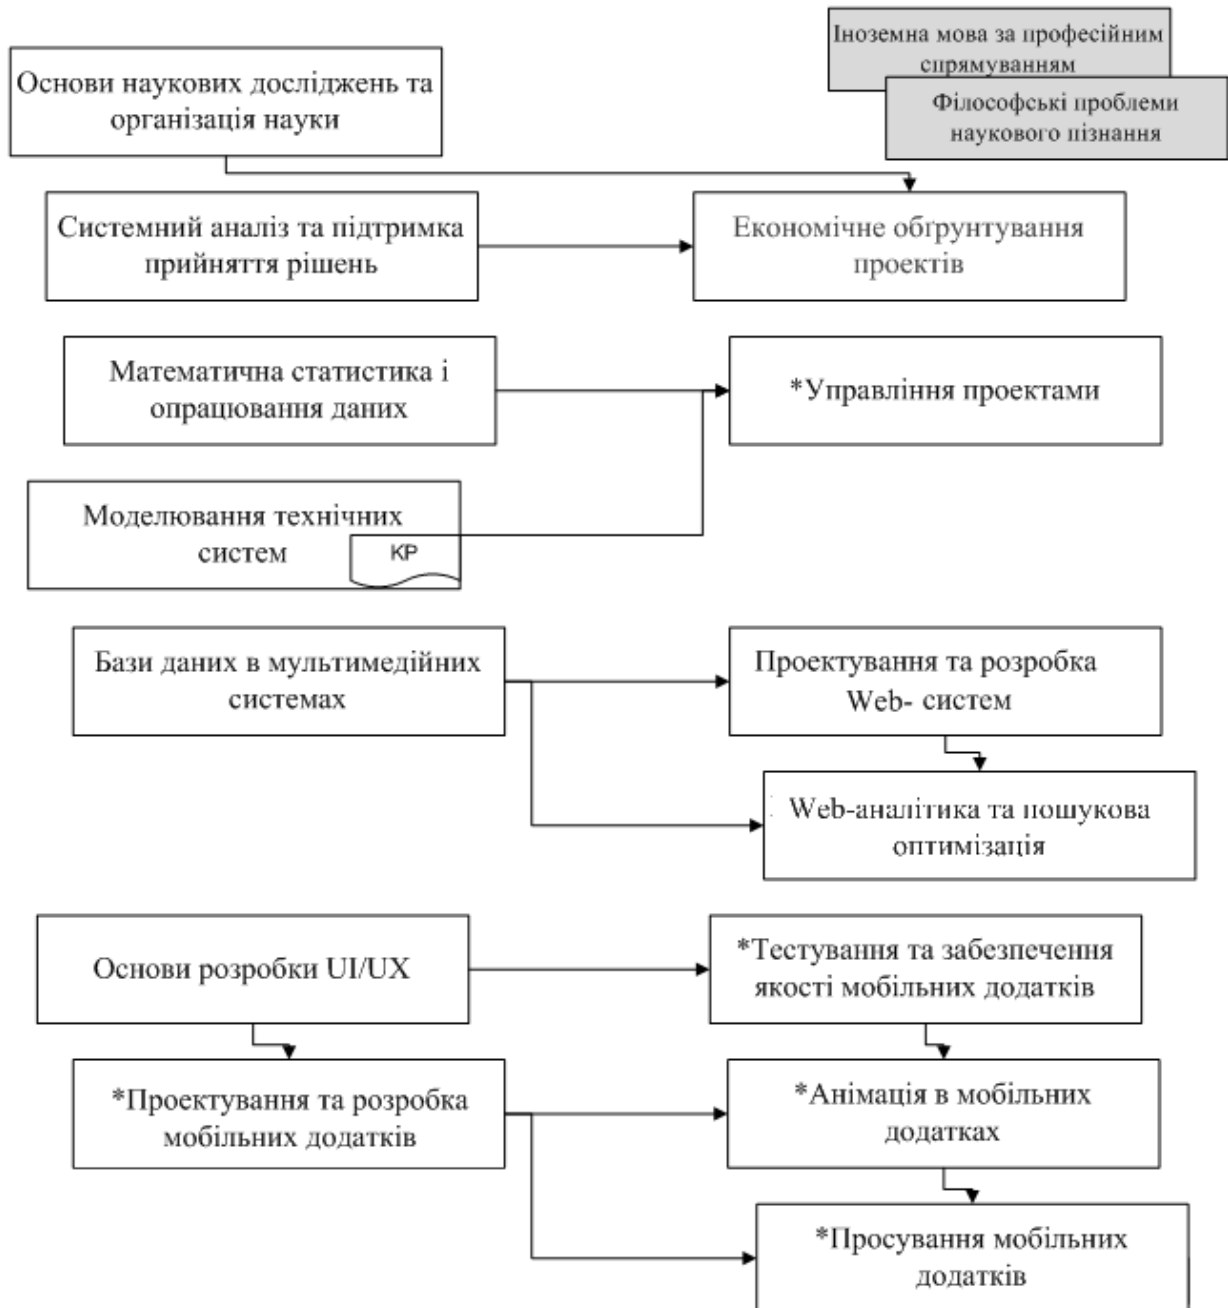 Іноземна мова за професійним
спрямуванням
Філософські проблеми
наукового пізнання
Основи наукових досліджень та
організація науки
Системний аналіз та підтримка
прийняття рішень
Економічне обґрунтування
проектів
Математична статистика і
опрацювання даних
*Управління проектами
Моделювання технічних
систем
КР
Бази даних в мультимедійних
системах
Проектування та розробка
Web- систем
Web-аналітика та пошукова
оптимізація
Основи розробки UI/UX
*Тестування та забезпечення
якості мобільних додатків
*Проектування та розробка
мобільних додатків
*Анімація в мобільних
додатках
*Просування мобільних
додатків